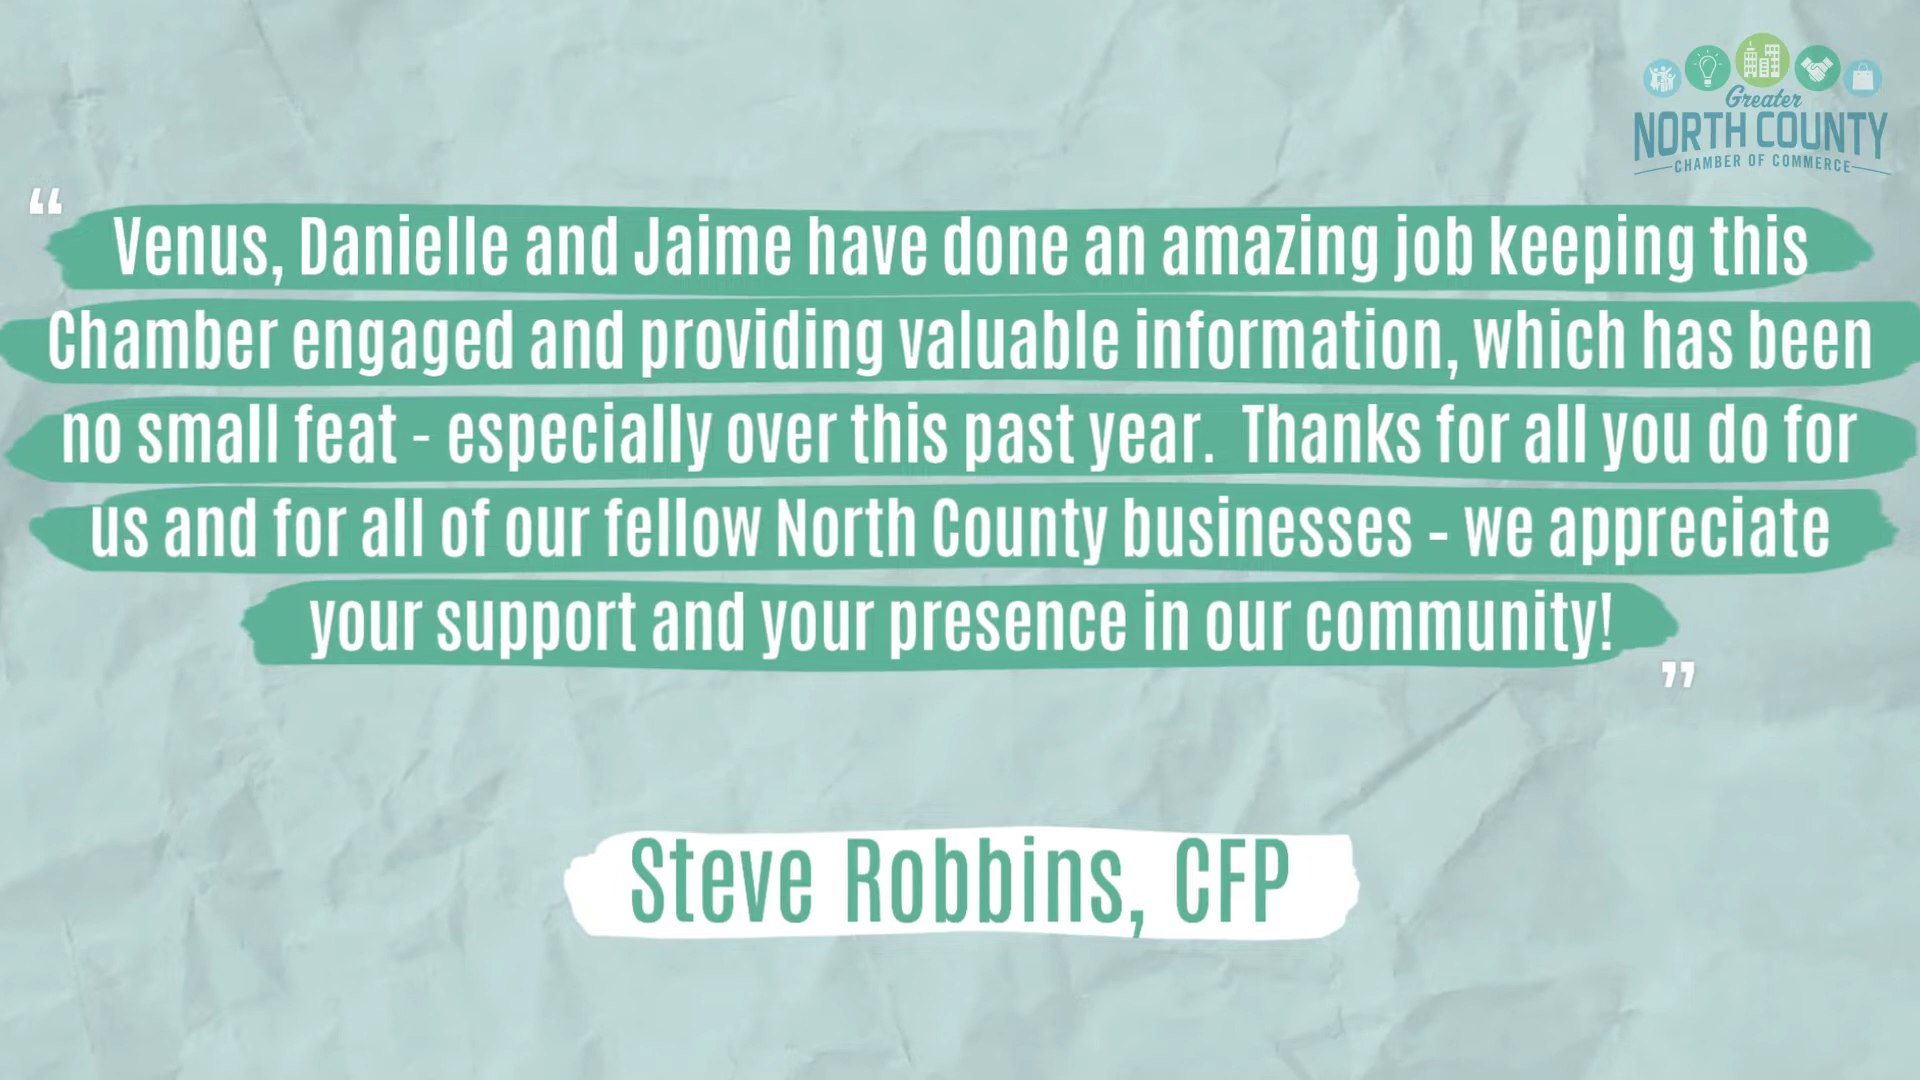 Greater
NORTH COUNTY
CHAMBER OF COMMERCE
“
Venus, Danielle and Jaime have done an amazing job keeping this
Chamber engaged and providing valuable information, which has been
no small feat - especially over this past year.  Thanks for all you do for
us and for all of our fellow North County businesses – we appreciate
your support and your presence in our community!
”
Steve Robbins, CFP